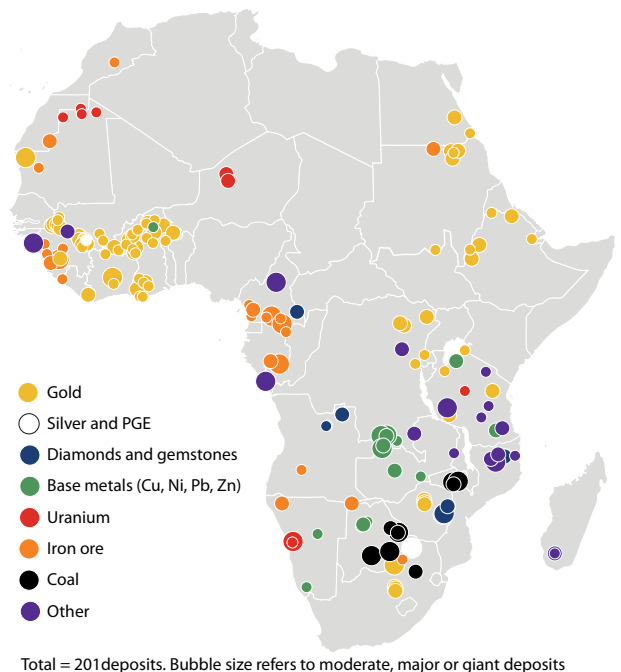 Gold
Silver and PGE
Diamonds and gemstones
Base metals (Cu, Ni, Pb, Zn)
Uranium
Iron ore
Coal
Other
Total = 201deposits. Bubble size refers to moderate, major or giant deposits